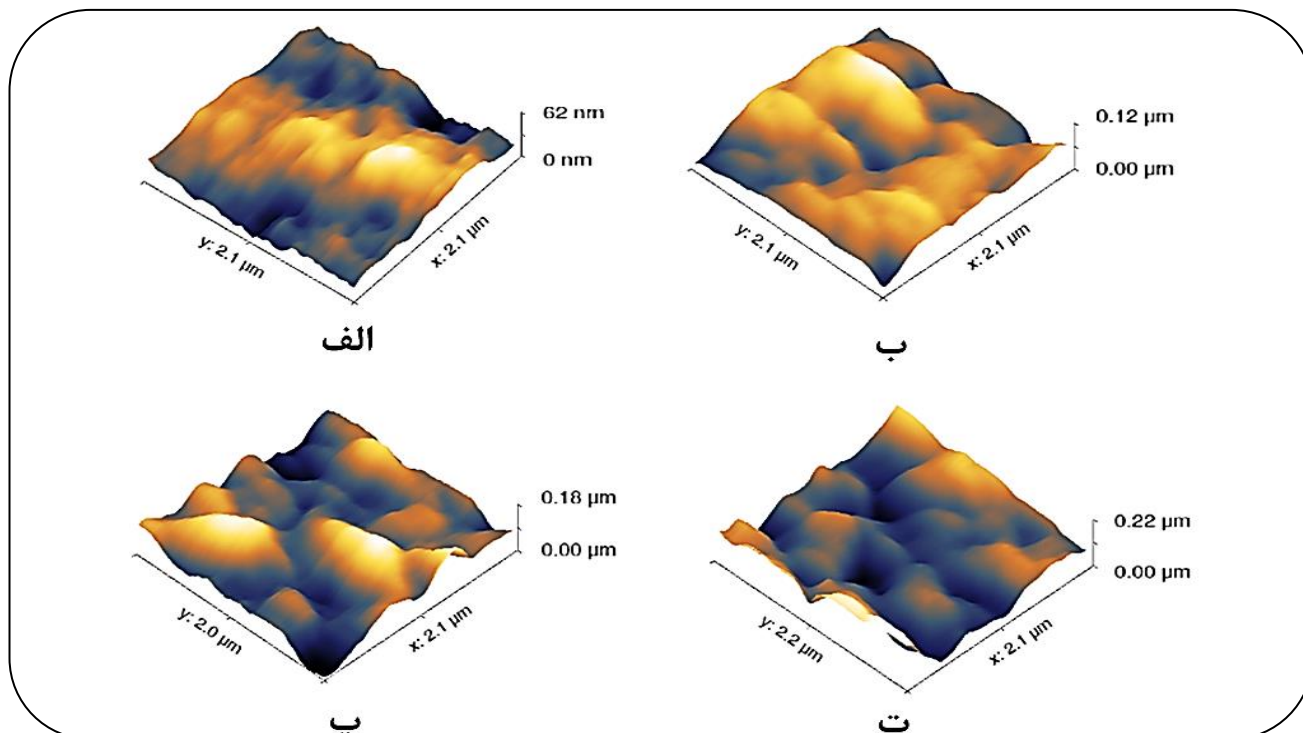 62 nm
0 nm
y: 2.1 µm
x: 2.1 µm
الف
0.12 µm
0.00 µm
y: 2.1 µm
x: 2.1 µm
ب
0.18 µm
0.00 µm
y: 2.0 µm
x: 2.1 µm
پ
0.22 µm
0.00 µm
y: 2.2 µm
x: 2.1 µm
ت